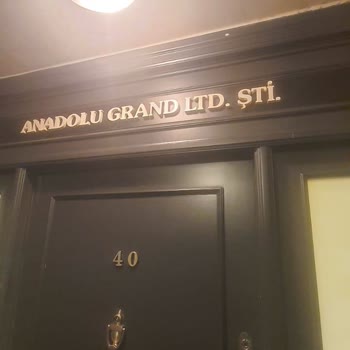 ANADOLU GRAND LTD. ŞTİ.
40